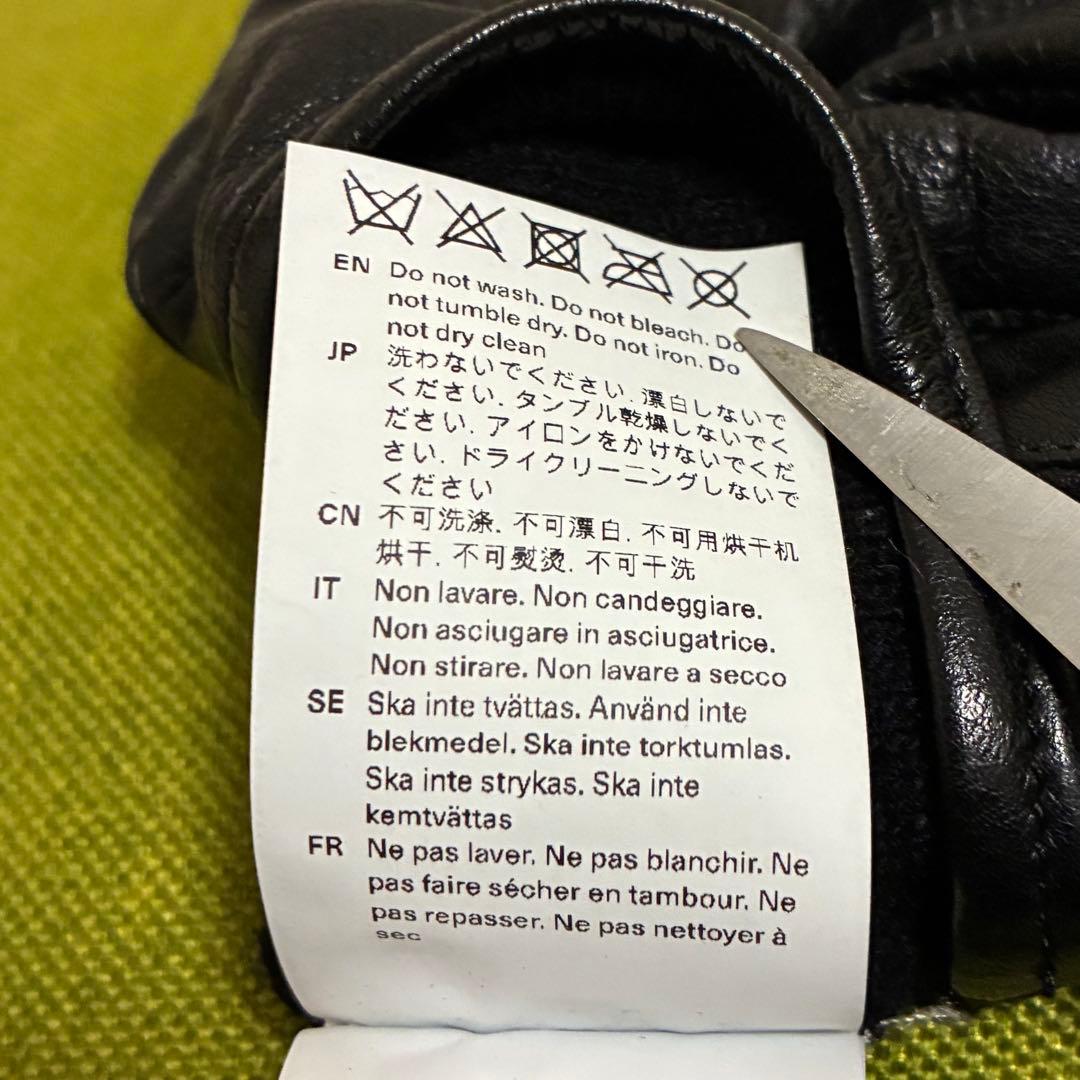 EN Do not wash. Do not bleach. Do
not tumble dry. Do not iron. Do
not dry clean
JP 洗わないでください. 漂白しないで
ください. タンブル乾燥しないでく
ださい. アイロンをかけないでくだ
さい. ドライクリーニングしないで
ください
CN 不可洗涤. 不可漂白. 不可用烘干机
烘干. 不可熨烫. 不可干洗
IT Non lavare. Non candeggiare.
Non asciugare in asciugatrice.
Non stirare. Non lavare a secco
SE Ska inte tvättas. Använd inte
blekmedel. Ska inte torktumlas.
Ska inte strykas. Ska inte
kemtvättas
FR Ne pas laver. Ne pas blanchir. Ne
pas faire sécher en tambour. Ne
pas repasser. Ne pas nettoyer à
sec